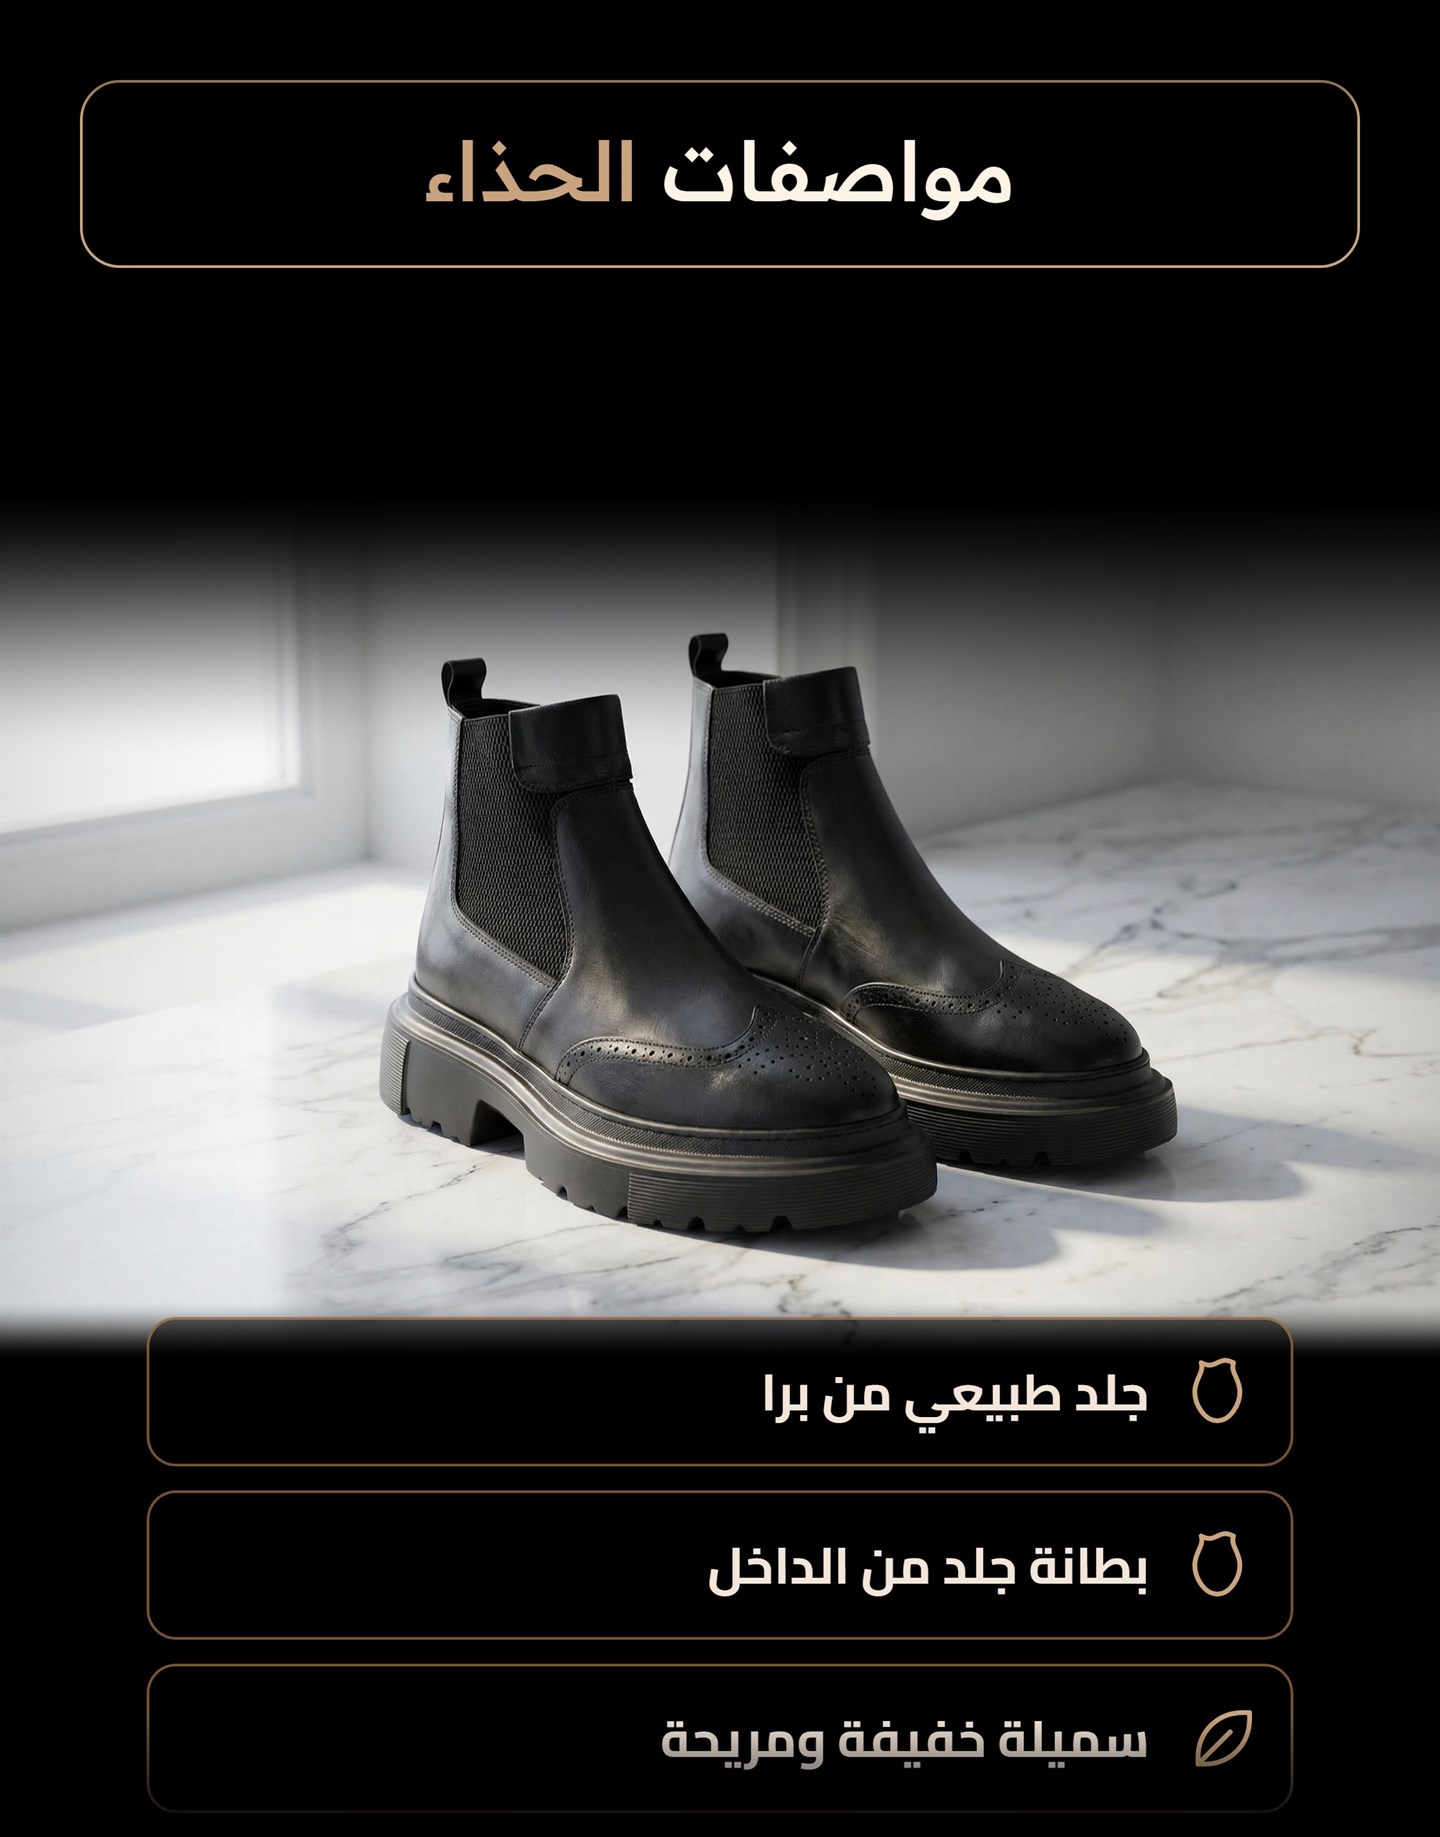 مواصفات الحذاء
جلد طبيعي من برا
بطانة جلد من الداخل
سميلة خفيفة ومريحة